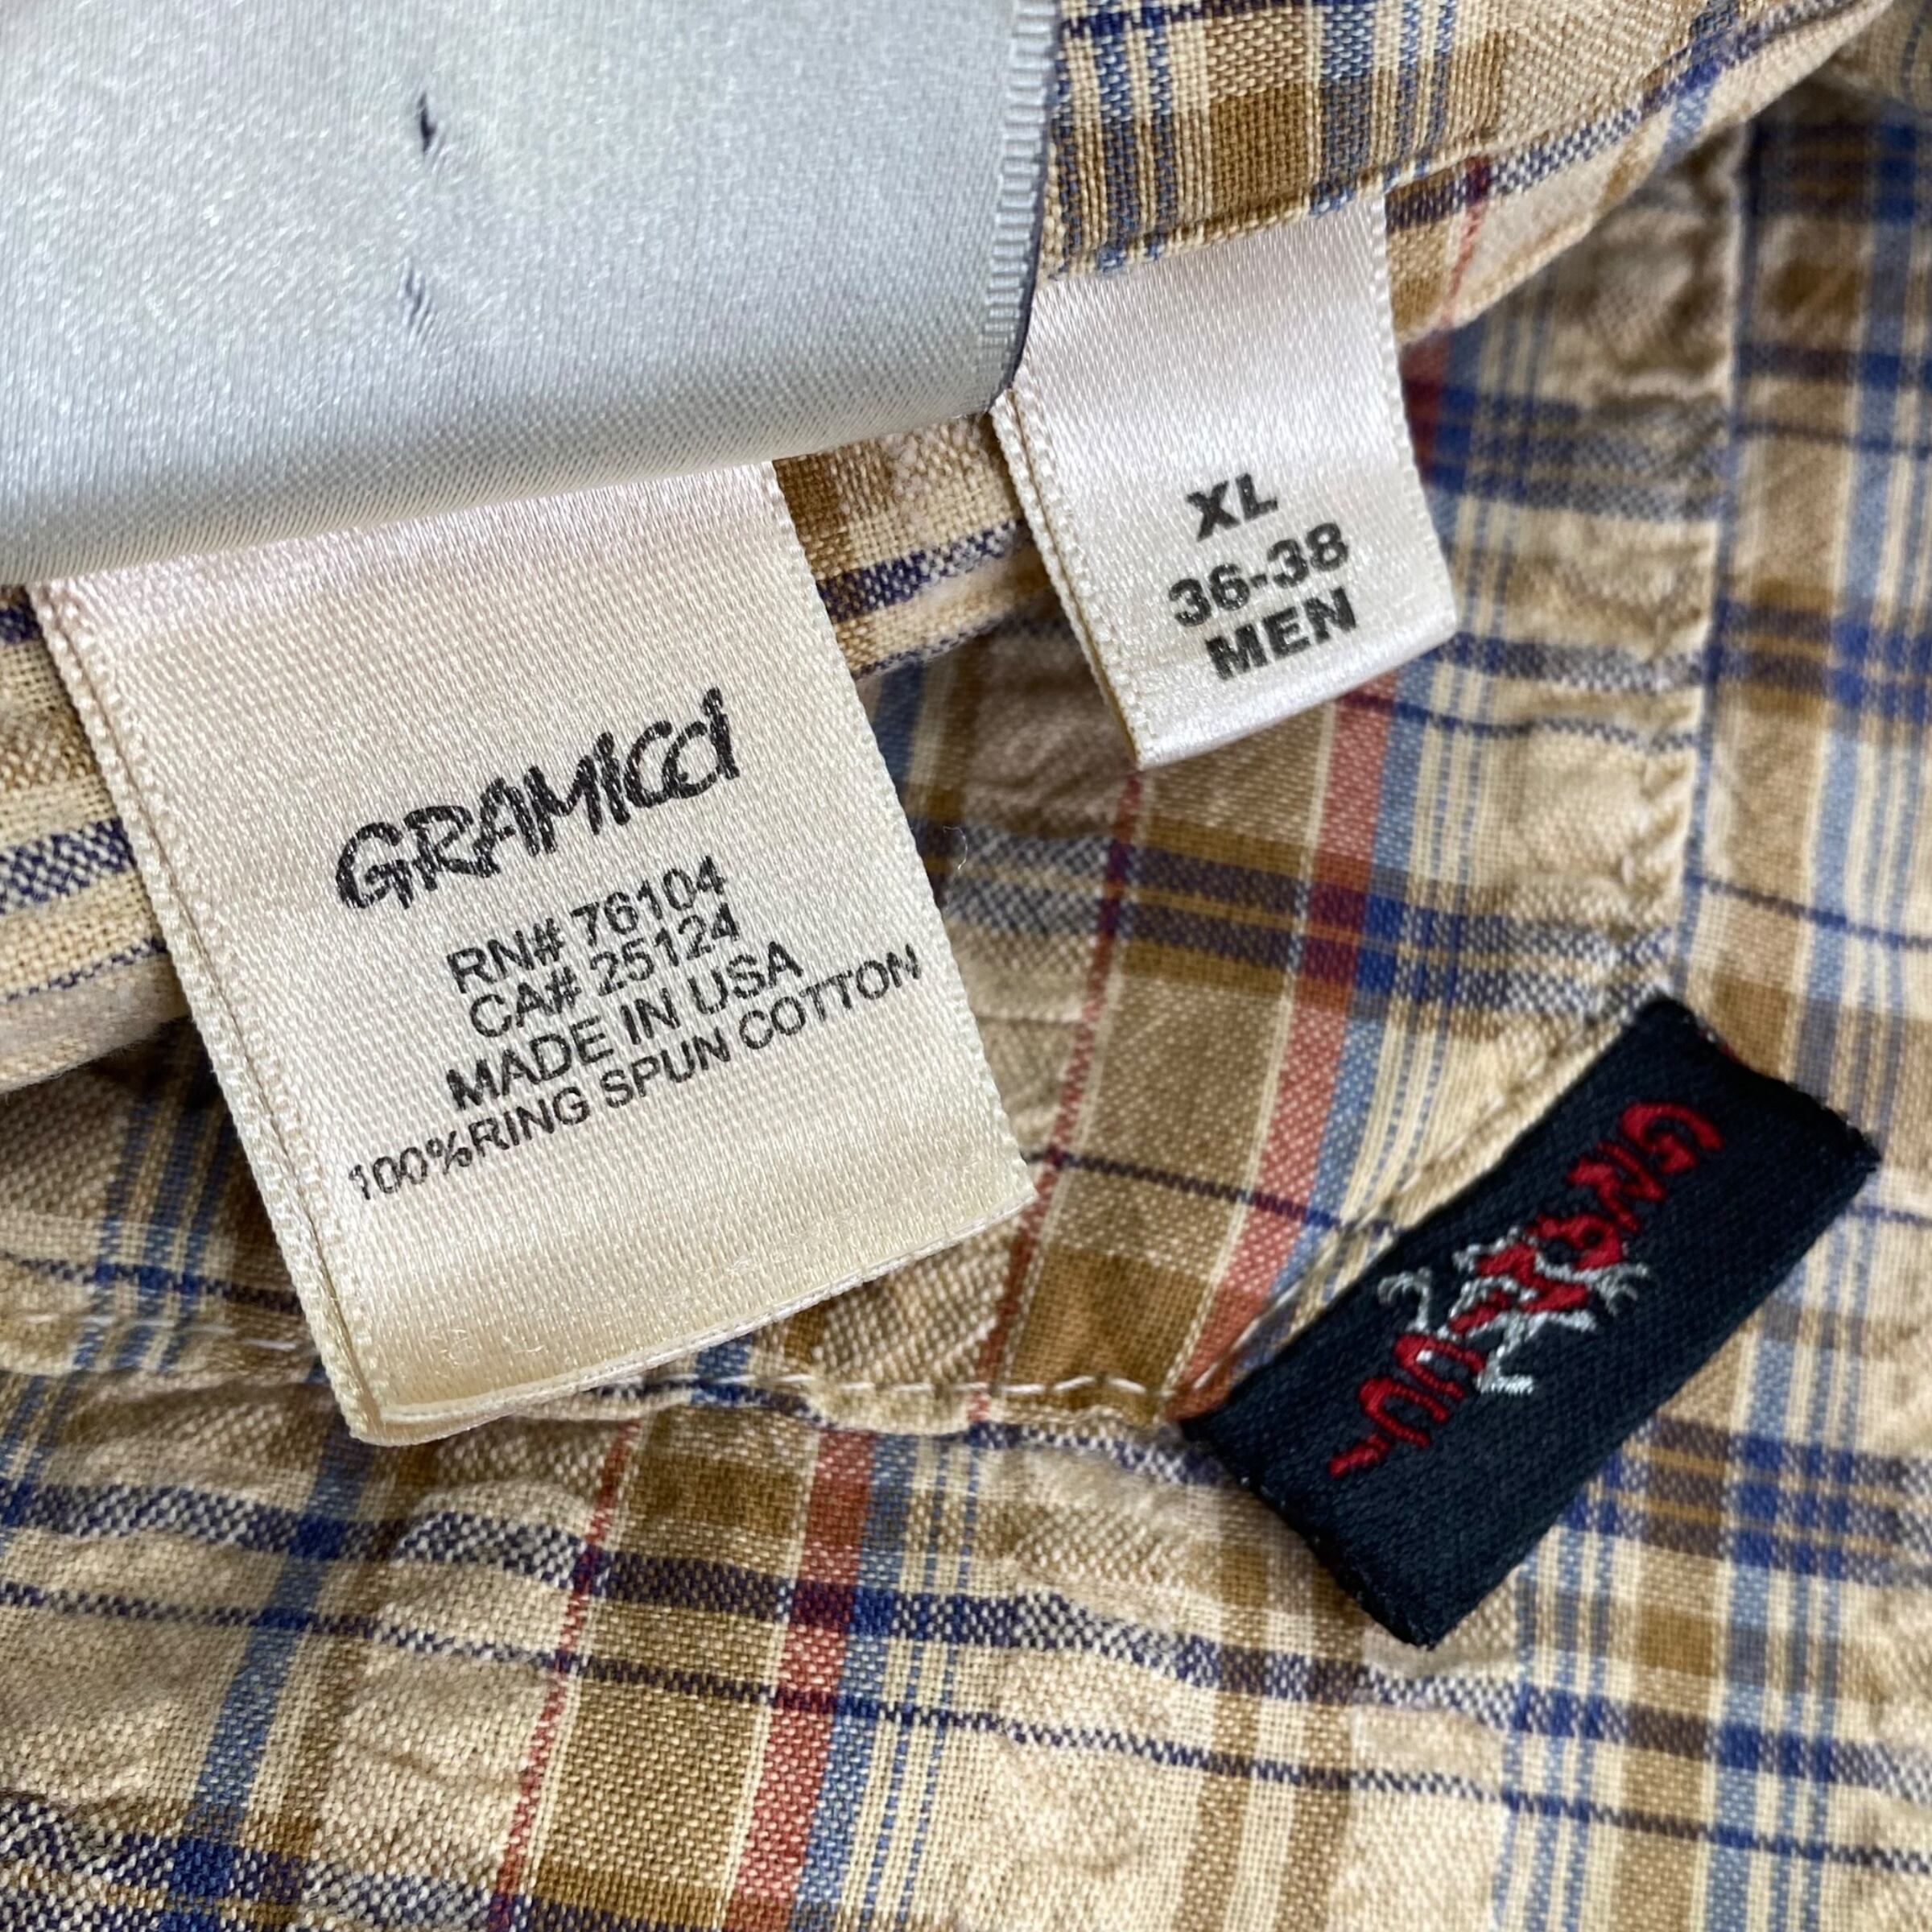 GRAMICCI
RN# 76104
CA# 25124
MADE IN USA
100%RING SPUN COTTON
XL
36-38
MEN